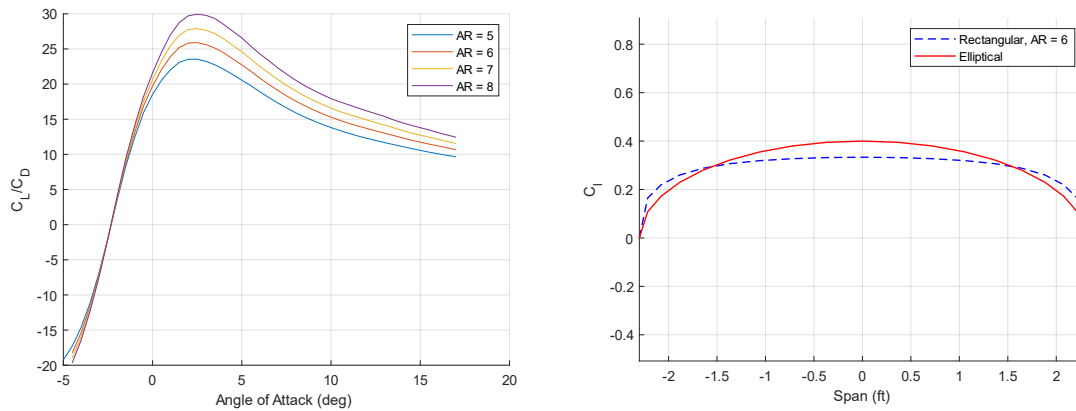 30
25
20
15
10
5
0
-5
-10
-15
-20
C_L/C_D
-5 0 5 10 15 20
Angle of Attack (deg)
AR = 5
AR = 6
AR = 7
AR = 8
0.8
0.6
0.4
0.2
0
-0.2
-0.4
C_l
-2 -1.5 -1 -0.5 0 0.5 1 1.5 2
Span (ft)
Rectangular, AR = 6
Elliptical